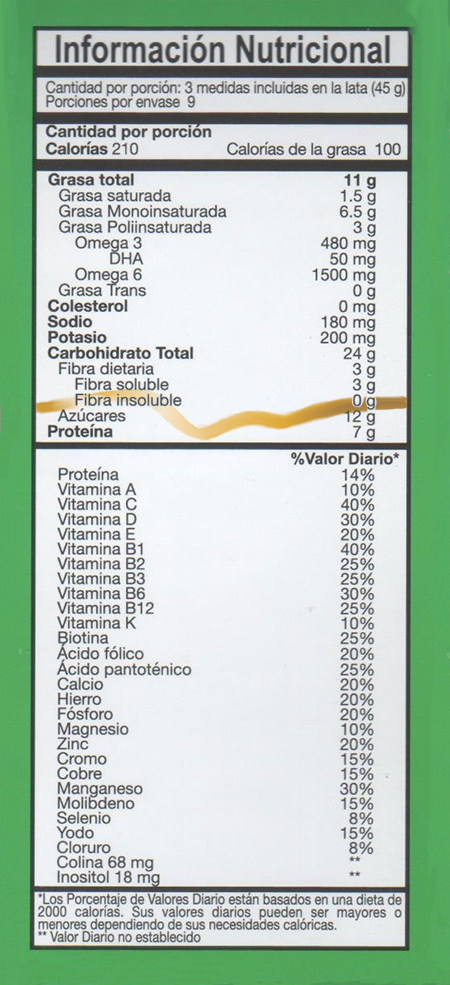 Información Nutricional
Cantidad por porción: 3 medidas incluidas en la lata (45 g)
Porciones por envase 9
Cantidad por porción
Calorías 210 Calorías de la grasa 100
Grasa total 11 g
Grasa saturada 1.5 g
Grasa Monoinsaturada 6.5 g
Grasa Poliinsaturada 3 g
Omega 3 480 mg
DHA 50 mg
Omega 6 1500 mg
Grasa Trans 0 g
Colesterol 0 mg
Sodio 180 mg
Potasio 200 mg
Carbohidrato Total 24 g
Fibra dietaria 3 g
Fibra soluble 3 g
Fibra insoluble 0 g
Azúcares 12 g
Proteína 7 g
%Valor Diario*
Proteína 14%
Vitamina A 10%
Vitamina C 40%
Vitamina D 30%
Vitamina E 20%
Vitamina B1 40%
Vitamina B2 25%
Vitamina B3 25%
Vitamina B6 30%
Vitamina B12 25%
Vitamina K 10%
Biotina 25%
Ácido fólico 20%
Ácido pantoténico 25%
Calcio 20%
Hierro 20%
Fósforo 20%
Magnesio 10%
Zinc 20%
Cromo 15%
Cobre 15%
Manganeso 30%
Molibdeno 15%
Selenio 8%
Yodo 15%
Cloruro 8%
Colina 68 mg **
Inositol 18 mg **
*Los Porcentaje de Valores Diario están basados en una dieta de
2000 calorías. Sus valores diarios pueden ser mayores o
menores dependiendo de sus necesidades calóricas.
** Valor Diario no establecido